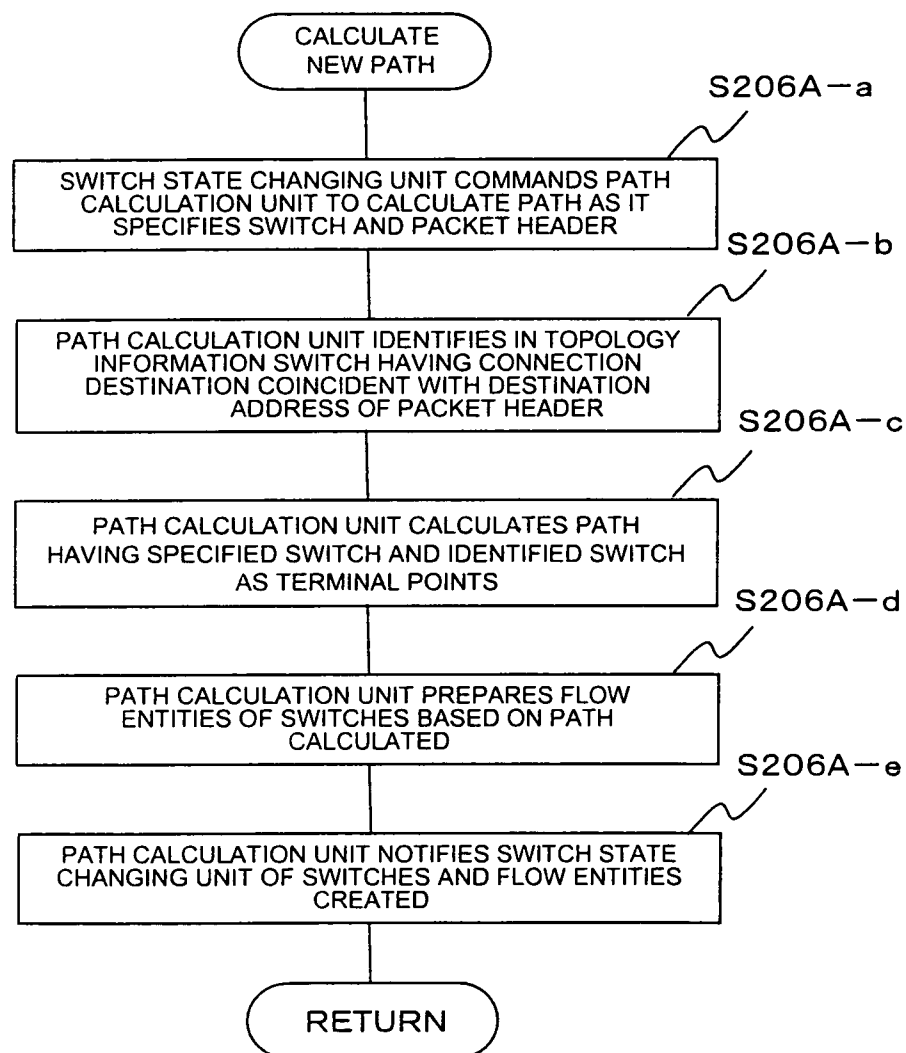 CALCULATE
NEW PATH
S206A-a
SWITCH STATE CHANGING UNIT COMMANDS PATH
CALCULATION UNIT TO CALCULATE PATH AS IT
SPECIFIES SWITCH AND PACKET HEADER
S206A-b
PATH CALCULATION UNIT IDENTIFIES IN TOPOLOGY
INFORMATION SWITCH HAVING CONNECTION
DESTINATION COINCIDENT WITH DESTINATION
ADDRESS OF PACKET HEADER
S206A-c
PATH CALCULATION UNIT CALCULATES PATH
HAVING SPECIFIED SWITCH AND IDENTIFIED SWITCH
AS TERMINAL POINTS
S206A-d
PATH CALCULATION UNIT PREPARES FLOW
ENTITIES OF SWITCHES BASED ON PATH
CALCULATED
S206A-e
PATH CALCULATION UNIT NOTIFIES SWITCH STATE
CHANGING UNIT OF SWITCHES AND FLOW ENTITIES
CREATED
RETURN